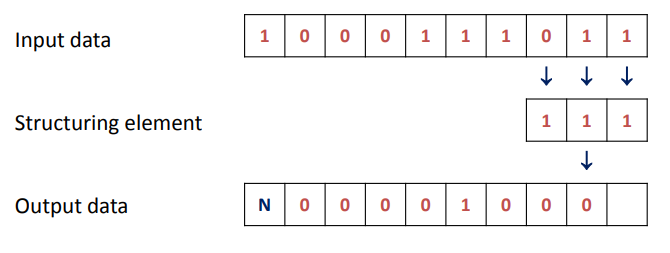 Input data 1 0 0 0 1 1 1 0 1 1
Structuring element 1 1 1
Output data N 0 0 0 0 1 0 0 0